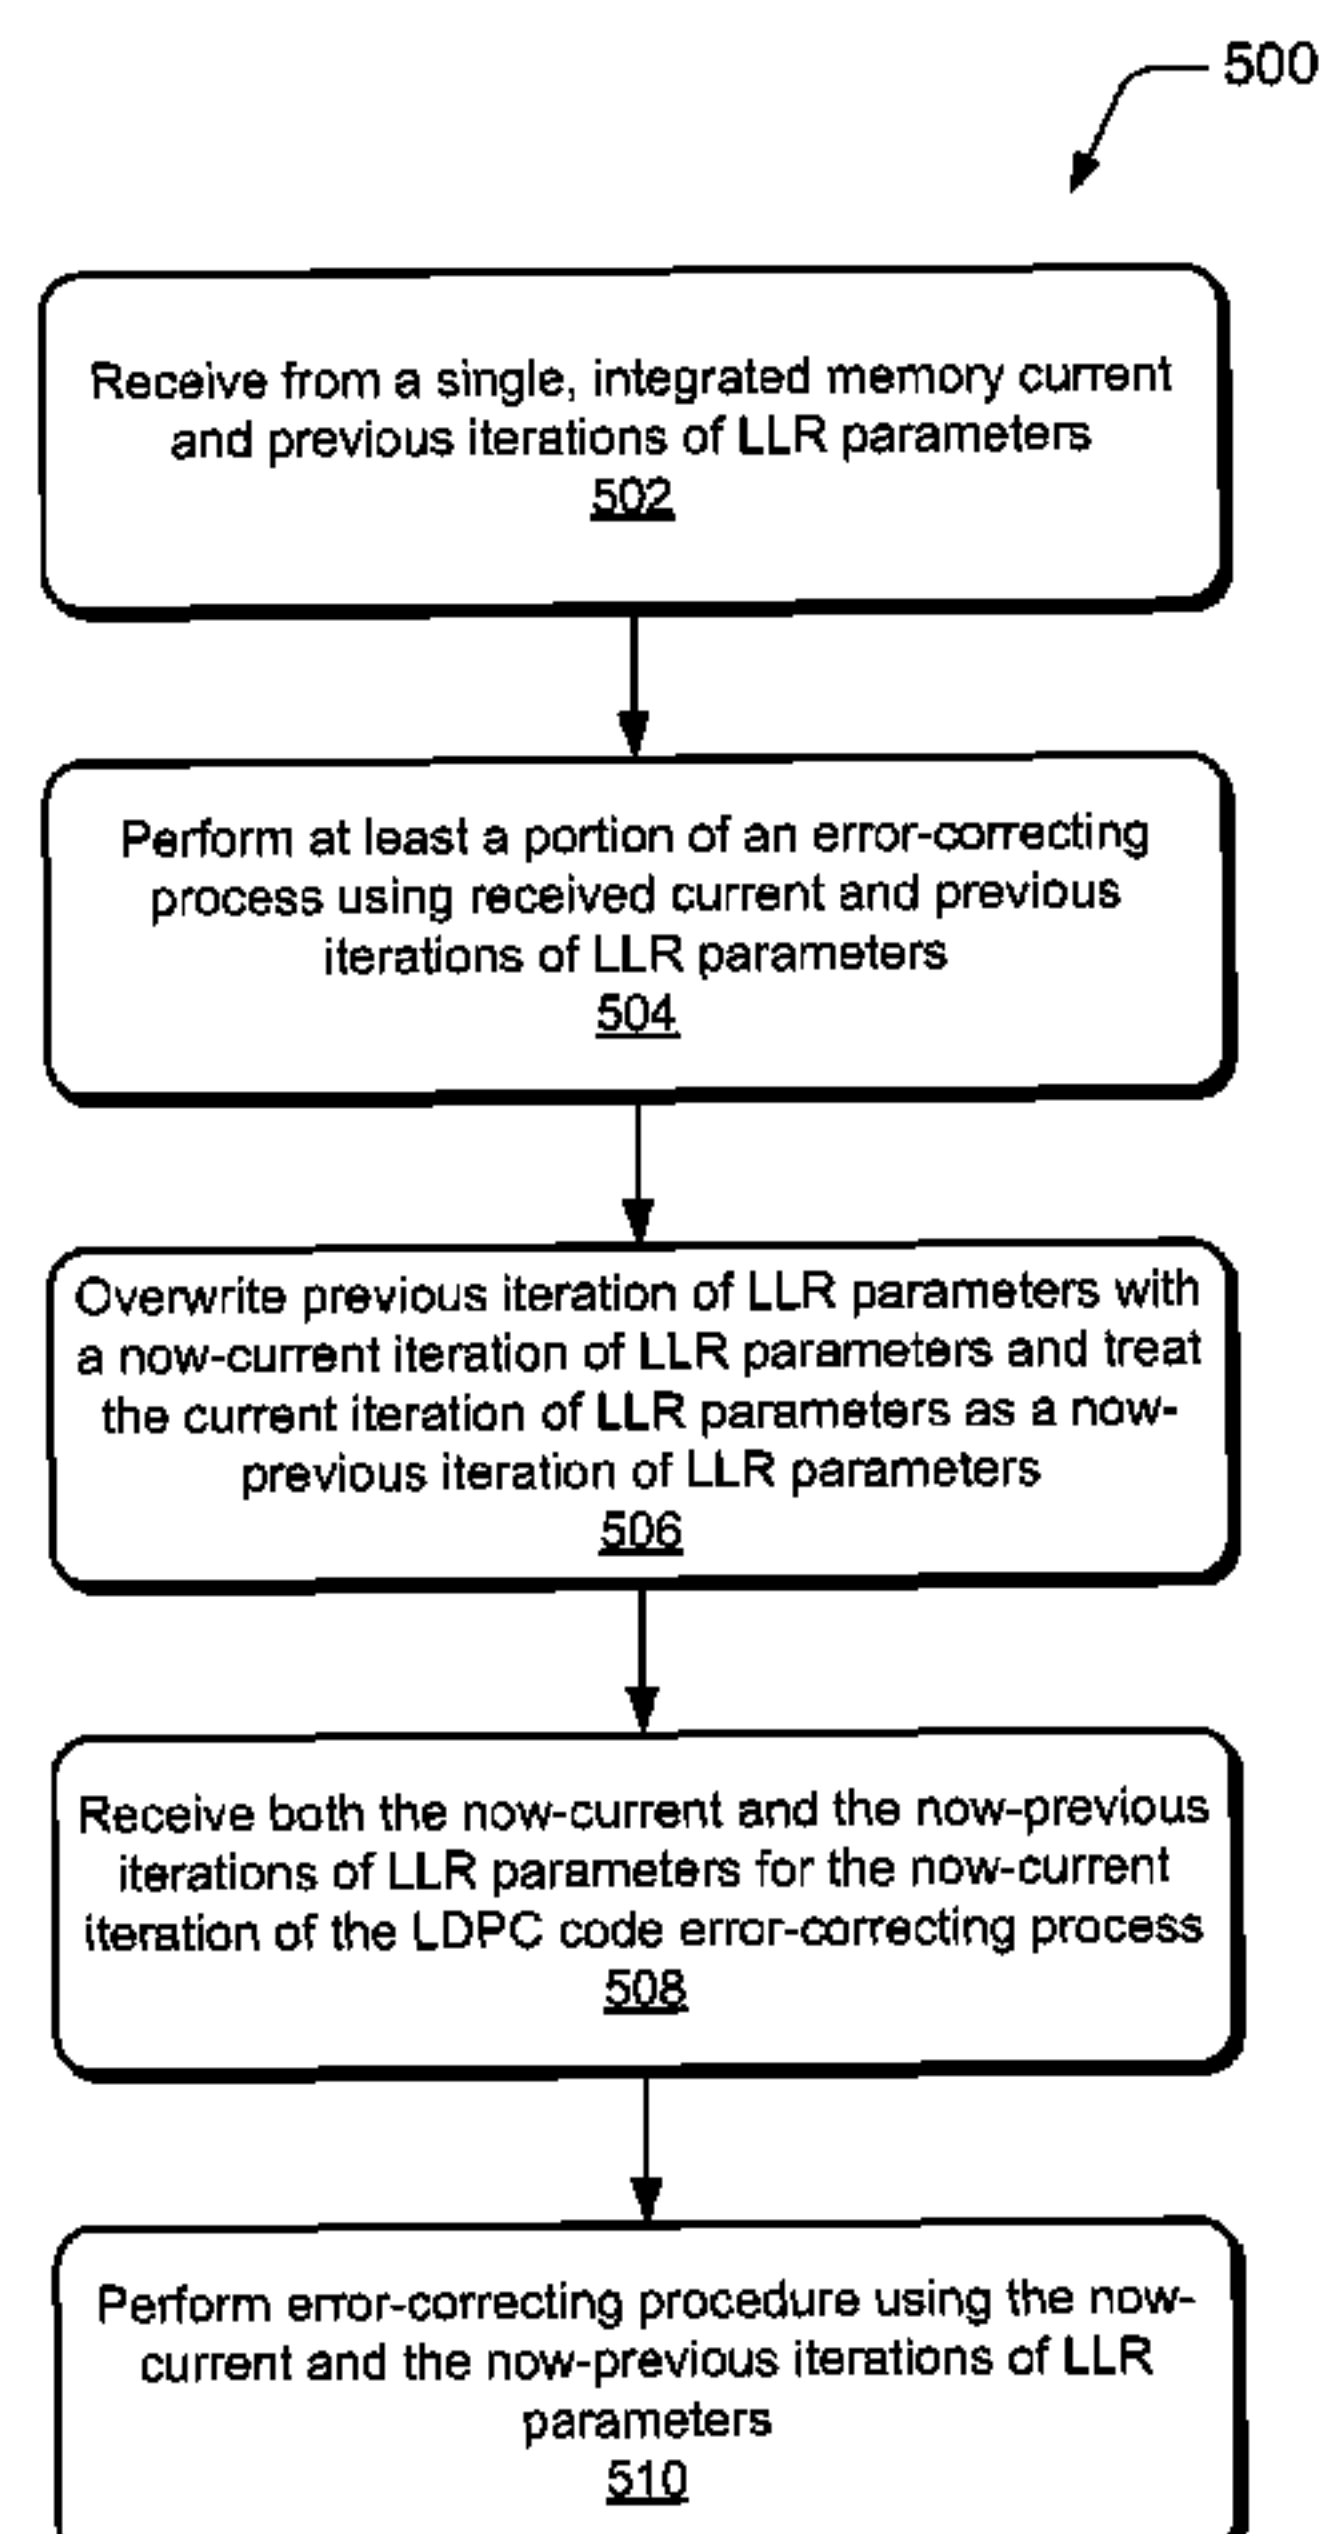 500
Receive from a single, integrated memory current
and previous iterations of LLR parameters
502
Perform at least a portion of an error-correcting
process using received current and previous
iterations of LLR parameters
504
Overwrite previous iteration of LLR parameters with
a now-current iteration of LLR parameters and treat
the current iteration of LLR parameters as a now-
previous iteration of LLR parameters
506
Receive both the now-current and the now-previous
iterations of LLR parameters for the now-current
iteration of the LDPC code error-correcting process
508
Perform error-correcting procedure using the now-
current and the now-previous iterations of LLR
parameters
510